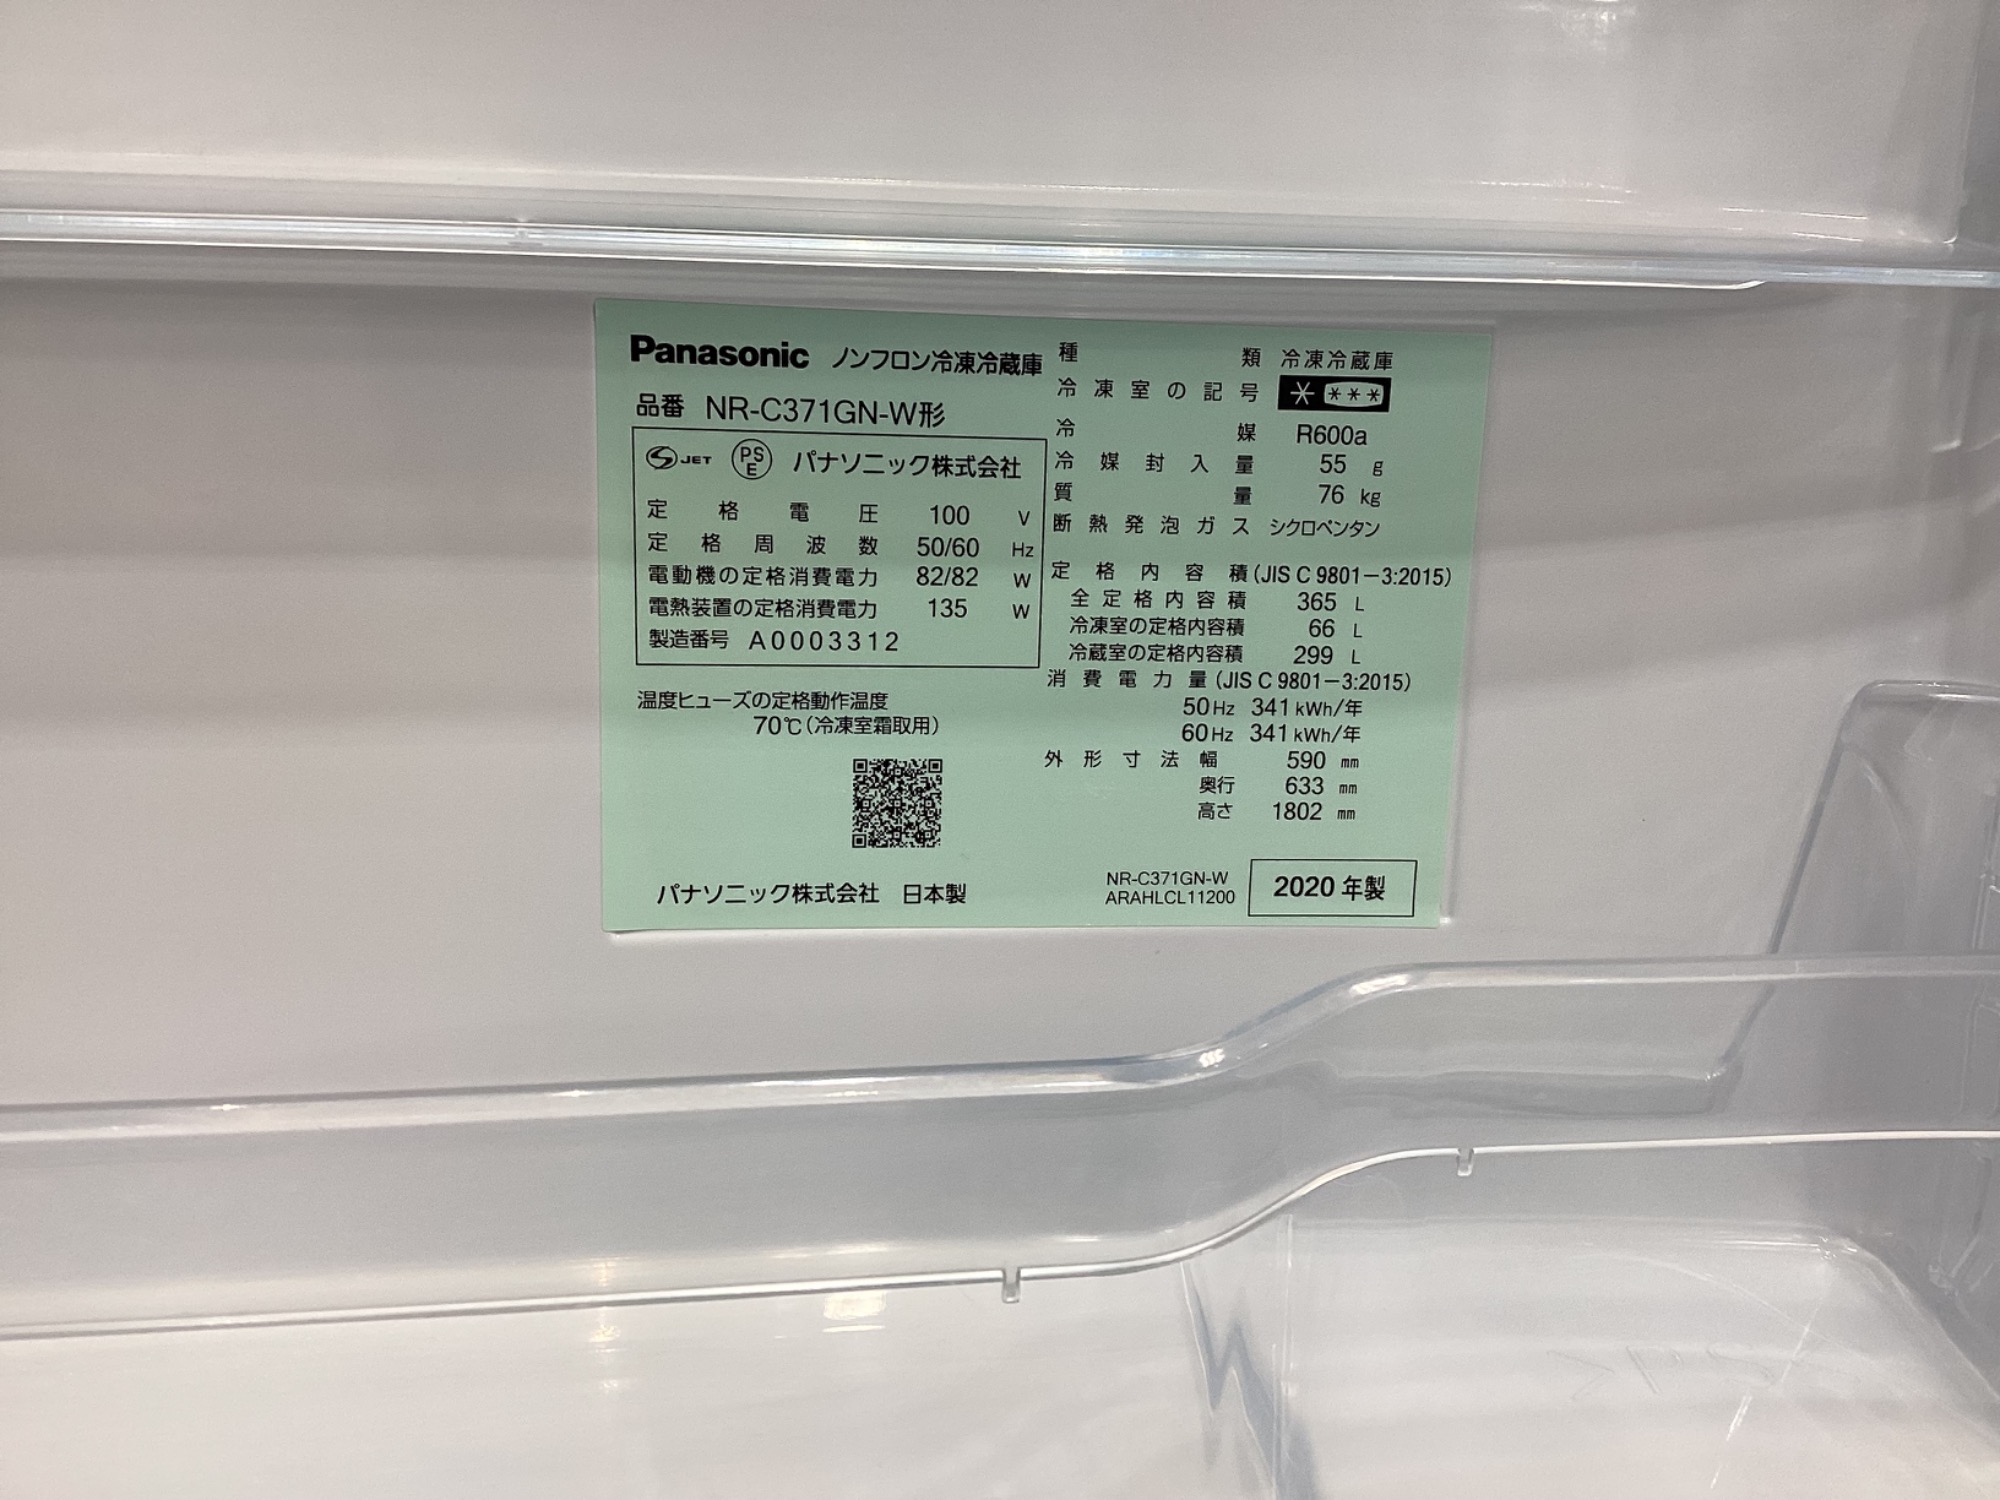 Panasonic ノンフロン冷凍冷蔵庫
品番 NR-C371GN-W形
S JET PSE パナソニック株式会社
定格電圧 100 V
定格周波数 50/60 Hz
電動機の定格消費電力 82/82 W
電熱装置の定格消費電力 135 W
製造番号 A0003312
温度ヒューズの定格動作温度
70℃(冷凍室霜取用)
パナソニック株式会社 日本製
種類 冷凍冷蔵庫
冷凍室の記号 * ***
冷媒 R600a
冷媒封入量 55 g
質量 76 kg
断熱発泡ガス シクロペンタン
定格内容積(JIS C 9801-3:2015)
全定格内容積 365 L
冷凍室の定格内容積 66 L
冷蔵室の定格内容積 299 L
消費電力量(JIS C 9801-3:2015)
50Hz 341 kWh/年
60Hz 341 kWh/年
外形寸法 幅 590 mm
奥行 633 mm
高さ 1802 mm
NR-C371GN-W
ARAHLCL11200
2020 年製
>PS<